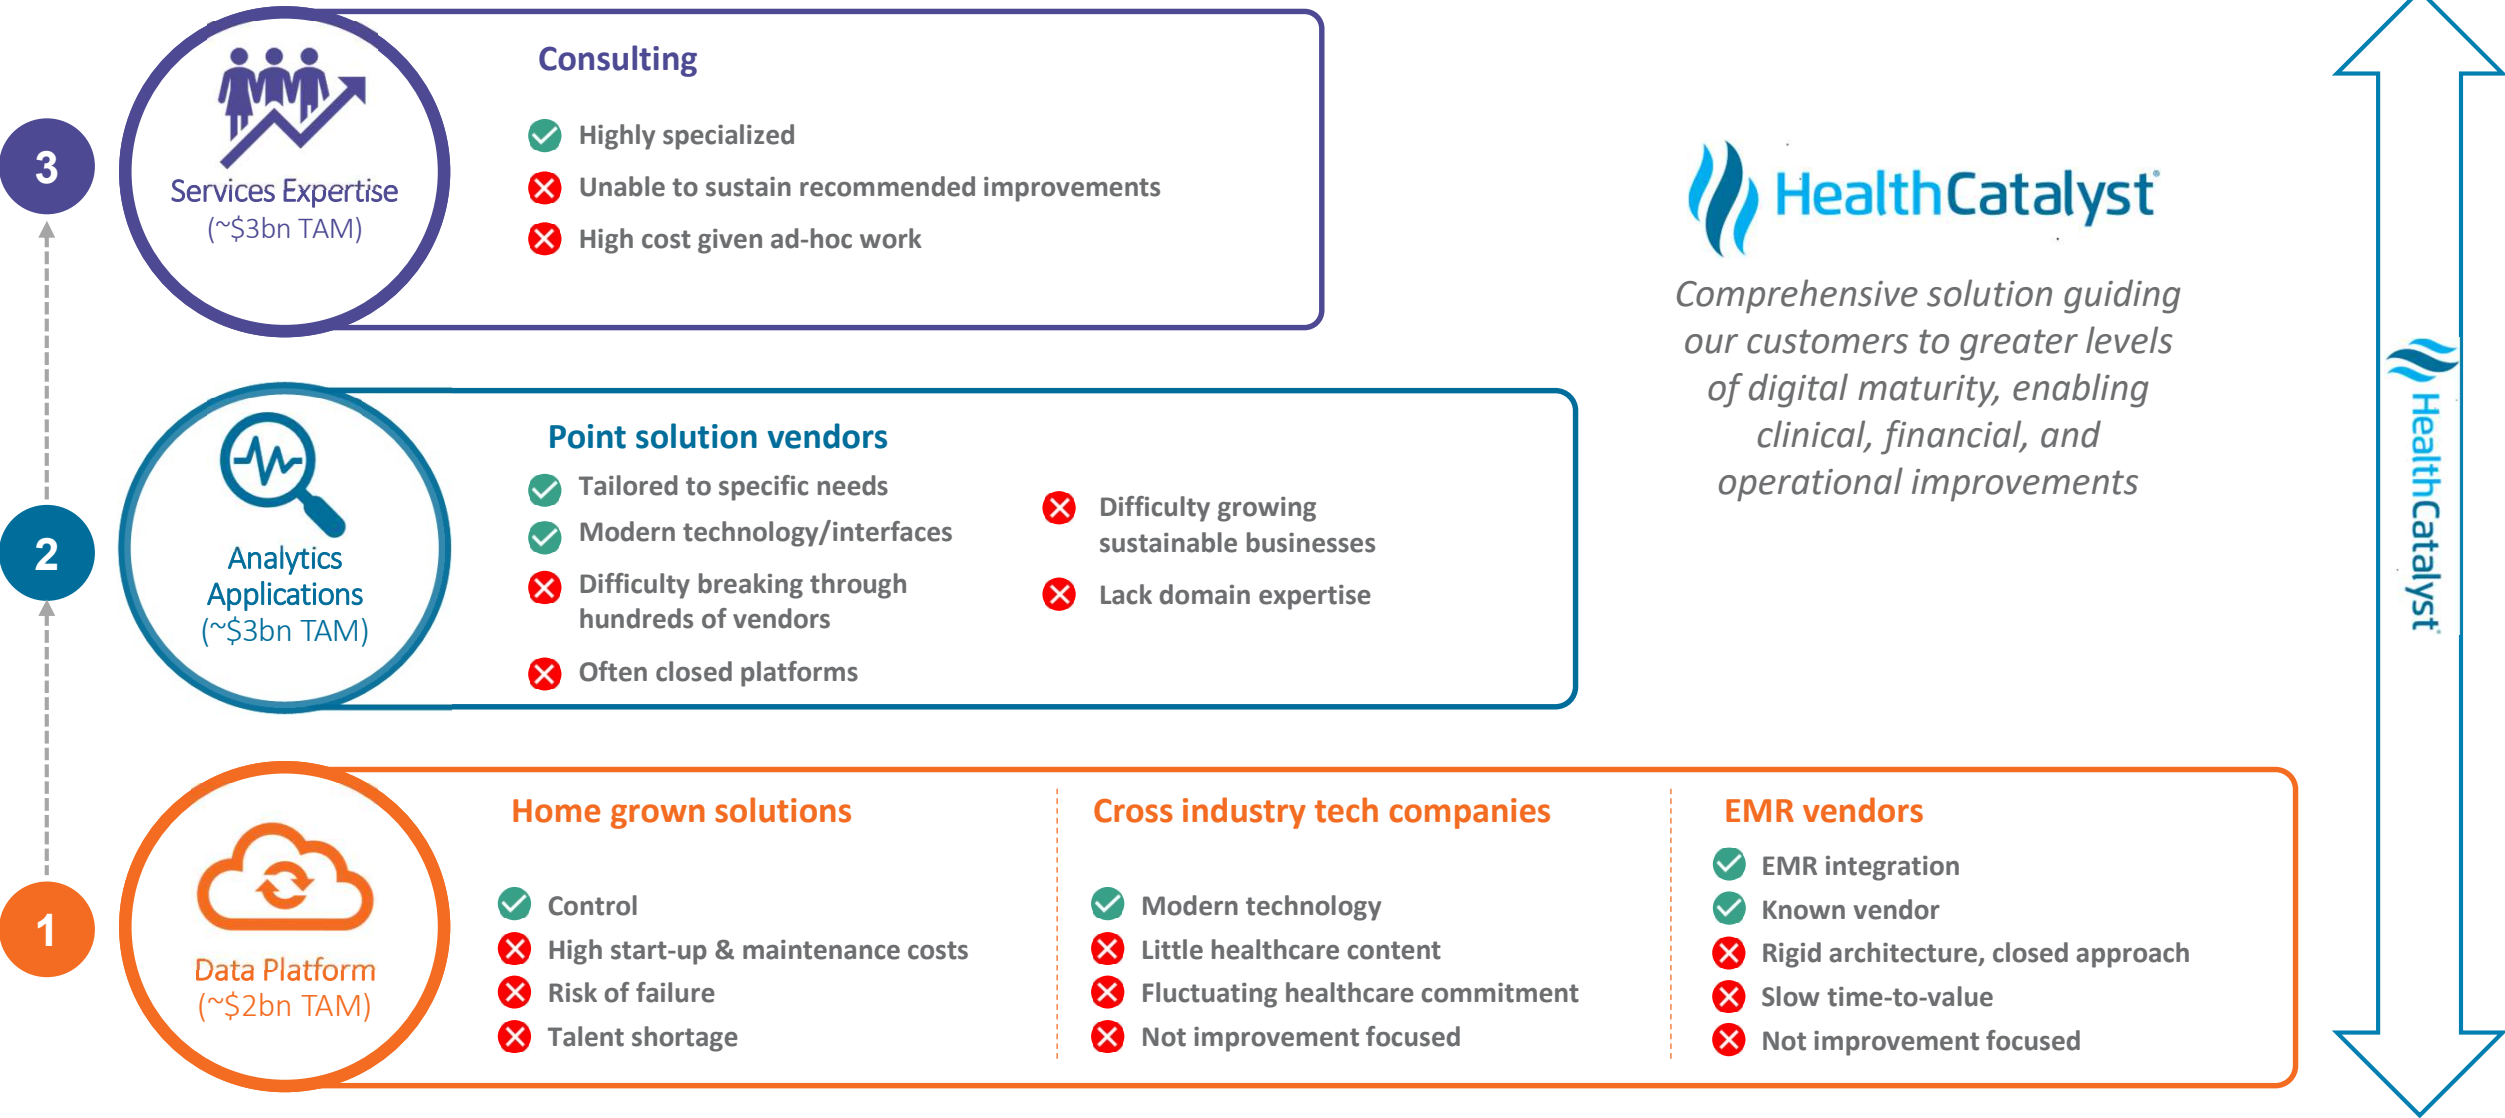 3
Services Expertise
(~$3bn TAM)
Consulting
Highly specialized
Unable to sustain recommended improvements
High cost given ad-hoc work
HealthCatalyst®
Comprehensive solution guiding
our customers to greater levels
of digital maturity, enabling
clinical, financial, and
operational improvements
2
Analytics
Applications
(~$3bn TAM)
Point solution vendors
Tailored to specific needs
Modern technology/interfaces
Difficulty breaking through
hundreds of vendors
Often closed platforms
Difficulty growing
sustainable businesses
Lack domain expertise
1
Data Platform
(~$2bn TAM)
Home grown solutions
Control
High start-up & maintenance costs
Risk of failure
Talent shortage
Cross industry tech companies
Modern technology
Little healthcare content
Fluctuating healthcare commitment
Not improvement focused
EMR vendors
EMR integration
Known vendor
Rigid architecture, closed approach
Slow time-to-value
Not improvement focused
HealthCatalyst